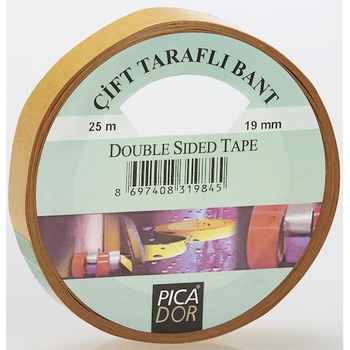 ÇİFT TARAFLI BANT
25 m
19 mm
DOUBLE SIDED TAPE
8 697408 319845
PICA
DOR